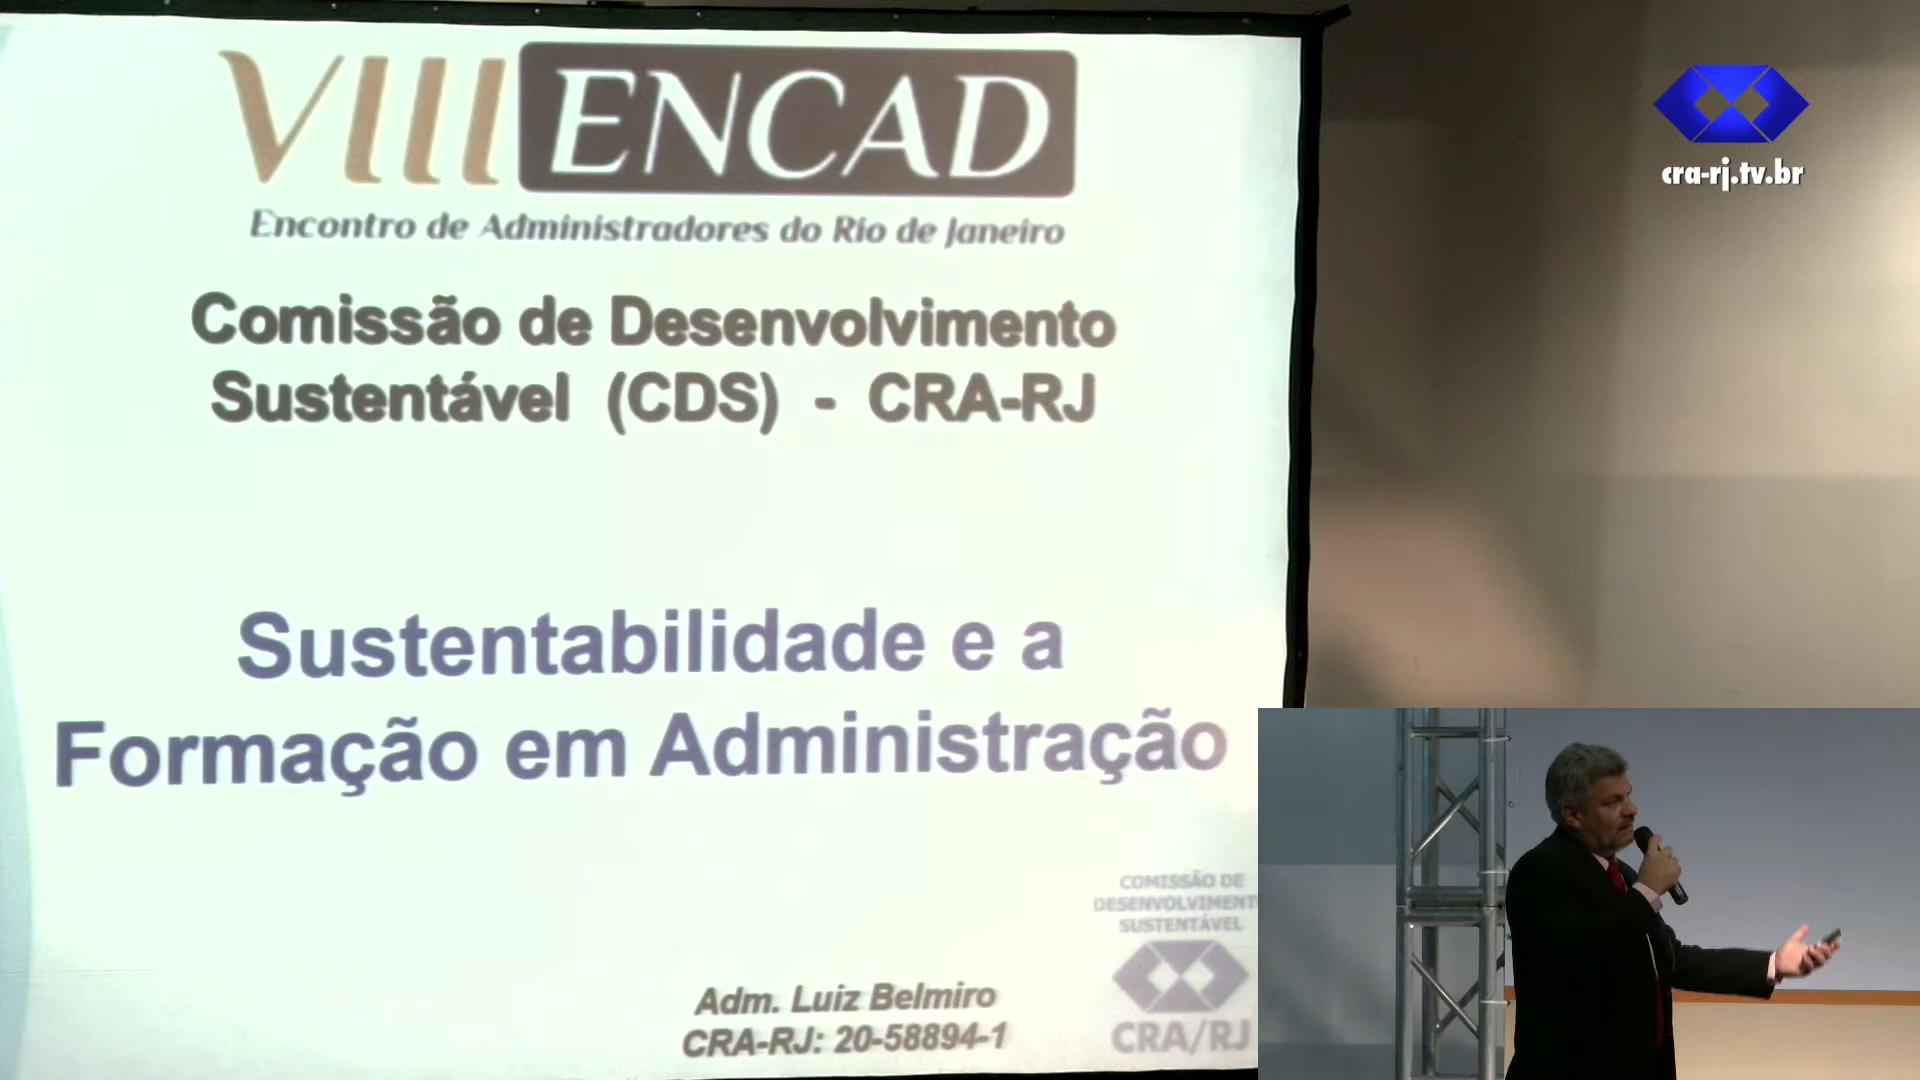 VIII ENCAD
Encontro de Administradores do Rio de Janeiro
Comissão de Desenvolvimento
Sustentável (CDS) - CRA-RJ
Sustentabilidade e a
Formação em Administração
Adm. Luiz Belmiro
CRA-RJ: 20-58894-1
COMISSÃO DE
DESENVOLVIMENT
SUSTENTÁVEL
CRA/RJ
cra-rj.tv.br